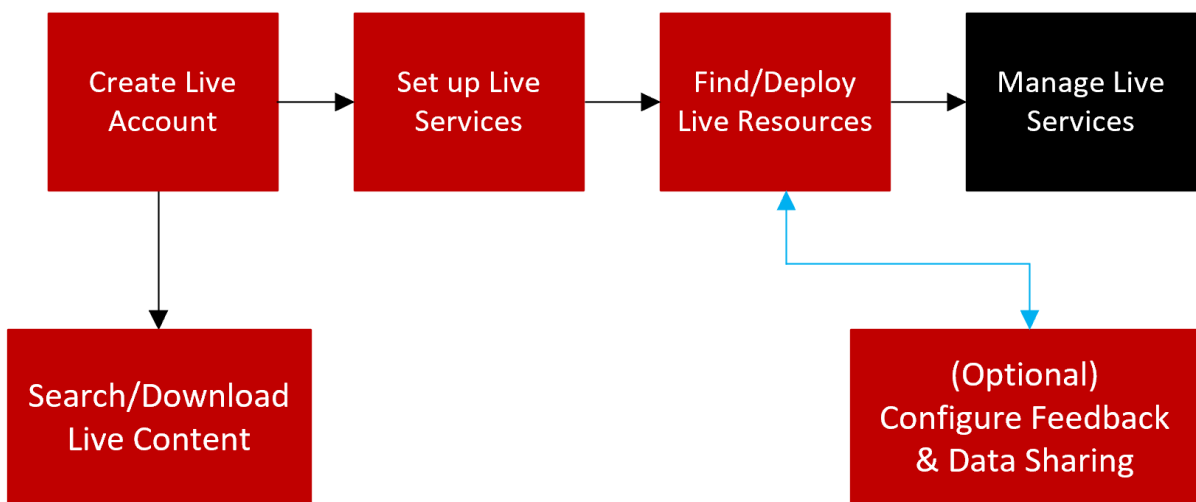 Create Live
Account
Set up Live
Services
Find/Deploy
Live Resources
Manage Live
Services
Search/Download
Live Content
(Optional)
Configure Feedback
& Data Sharing